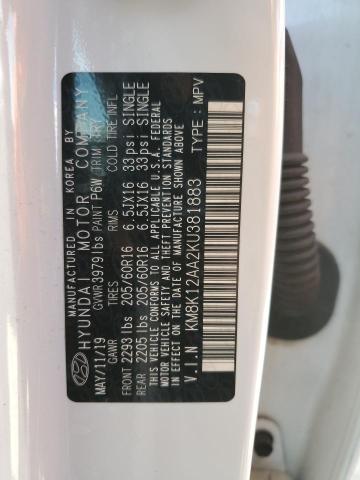 MANUFACTURED IN KOREA BY
HYUNDAI MOTOR COMPANY
MAY/11/19 GVWR 3979 lbs PAINT P6W TRIM TRY
GAWR TIRES RIMS COLD TIRE INFL
FRONT 2293 lbs 205/60R16 6.5JX16 33psi SINGLE
REAR 2205 lbs 205/60R16 6.5JX16 33psi SINGLE
THIS VEHICLE CONFORMS TO ALL APPLICABLE U.S.A. FEDERAL
MOTOR VEHICLE SAFETY AND THEFT PREVENTION STANDARDS
IN EFFECT ON THE DATE OF MANUFACTURE SHOWN ABOVE
V.I.N KM8K12AA2KU381883 TYPE : MPV